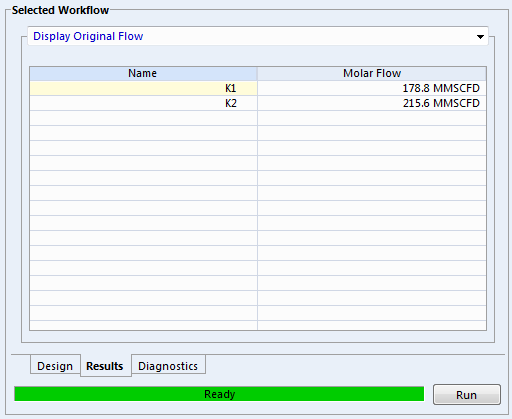 Selected Workflow
Display Original Flow
Name Molar Flow
K1 178.8 MMSCFD
K2 215.6 MMSCFD
Design Results Diagnostics
Ready Run